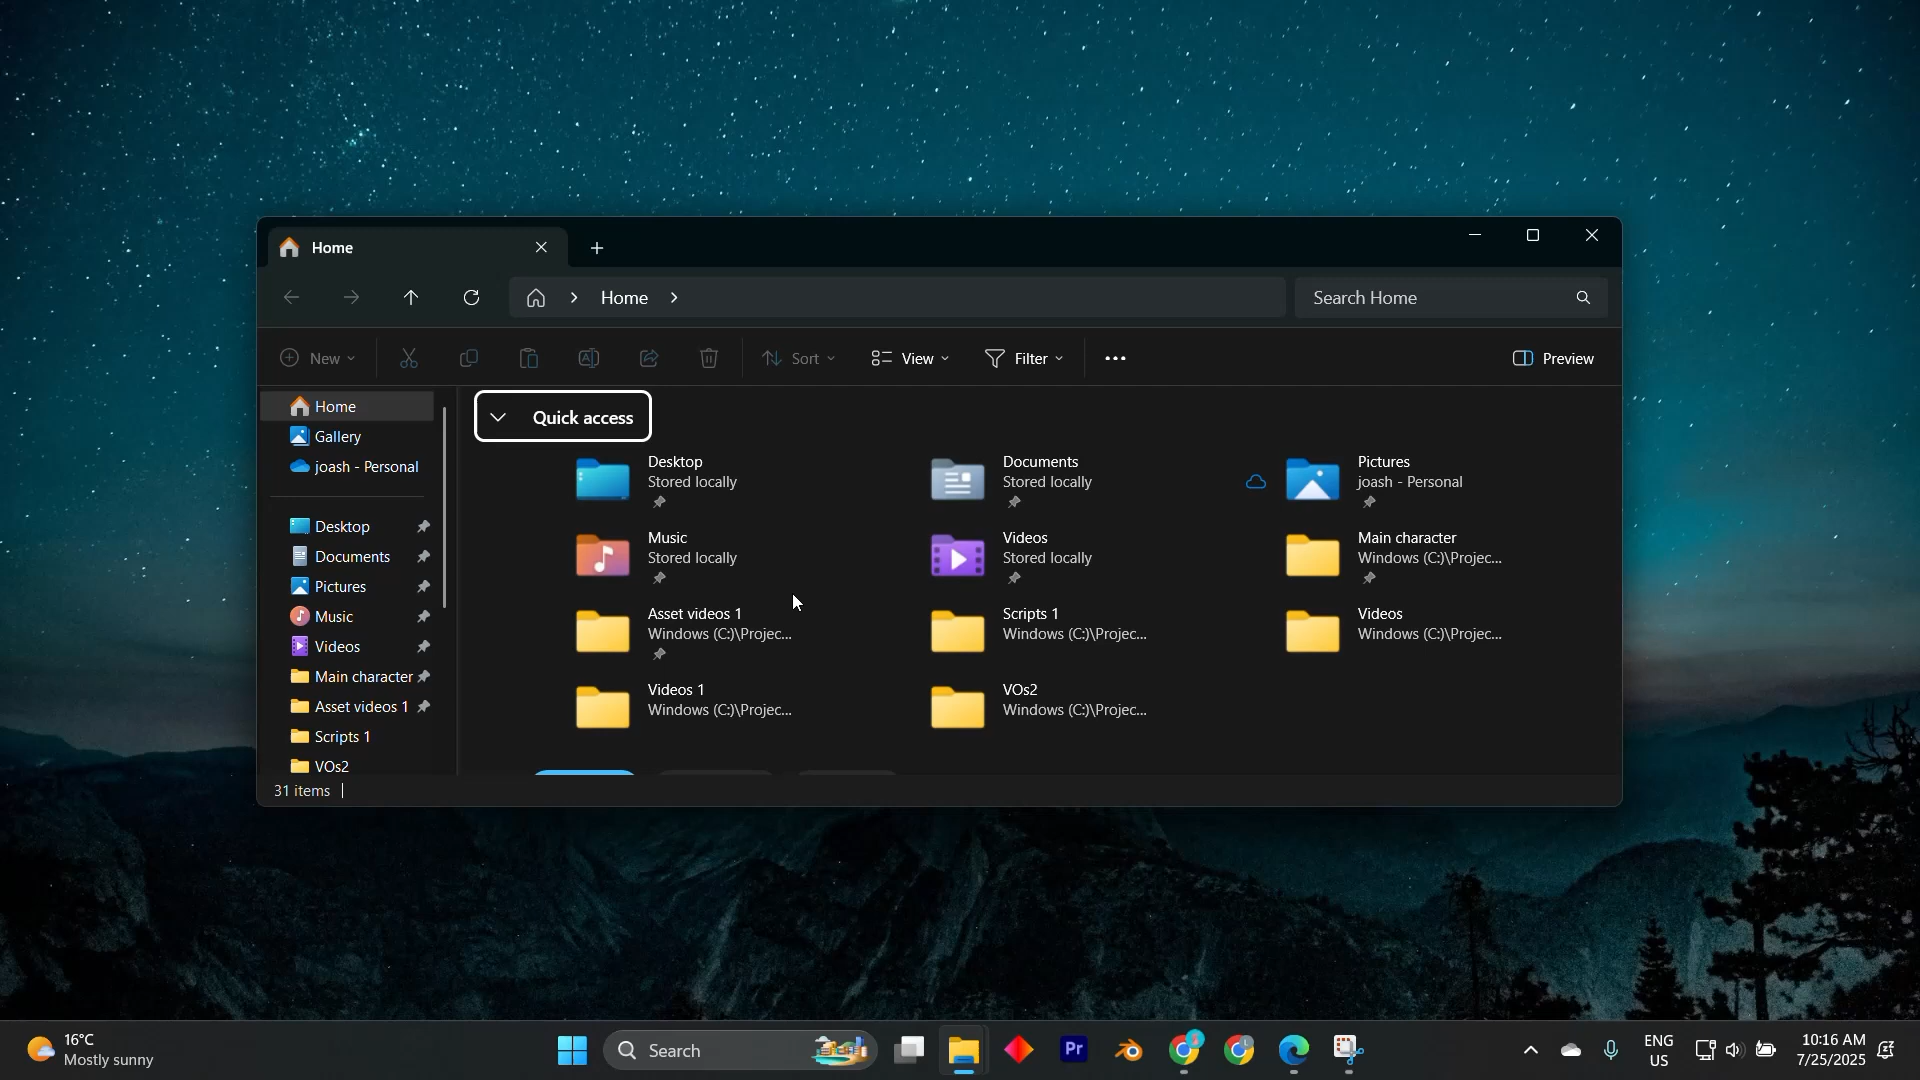 Home
Home
Search Home
New
Sort
View
Filter
Preview
Home
Gallery
joash - Personal
Desktop
Documents
Pictures
Music
Videos
Main character
Asset videos 1
Scripts 1
VOs2
Quick access
Desktop
Stored locally
Documents
Stored locally
Pictures
joash - Personal
Music
Stored locally
Videos
Stored locally
Main character
Windows (C:)\Projec...
Asset videos 1
Windows (C:)\Projec...
Scripts 1
Windows (C:)\Projec...
Videos
Windows (C:)\Projec...
Videos 1
Windows (C:)\Projec...
VOs2
Windows (C:)\Projec...
31 items
16°C
Mostly sunny
Search
Pr
ENG
US
10:16 AM
7/25/2025